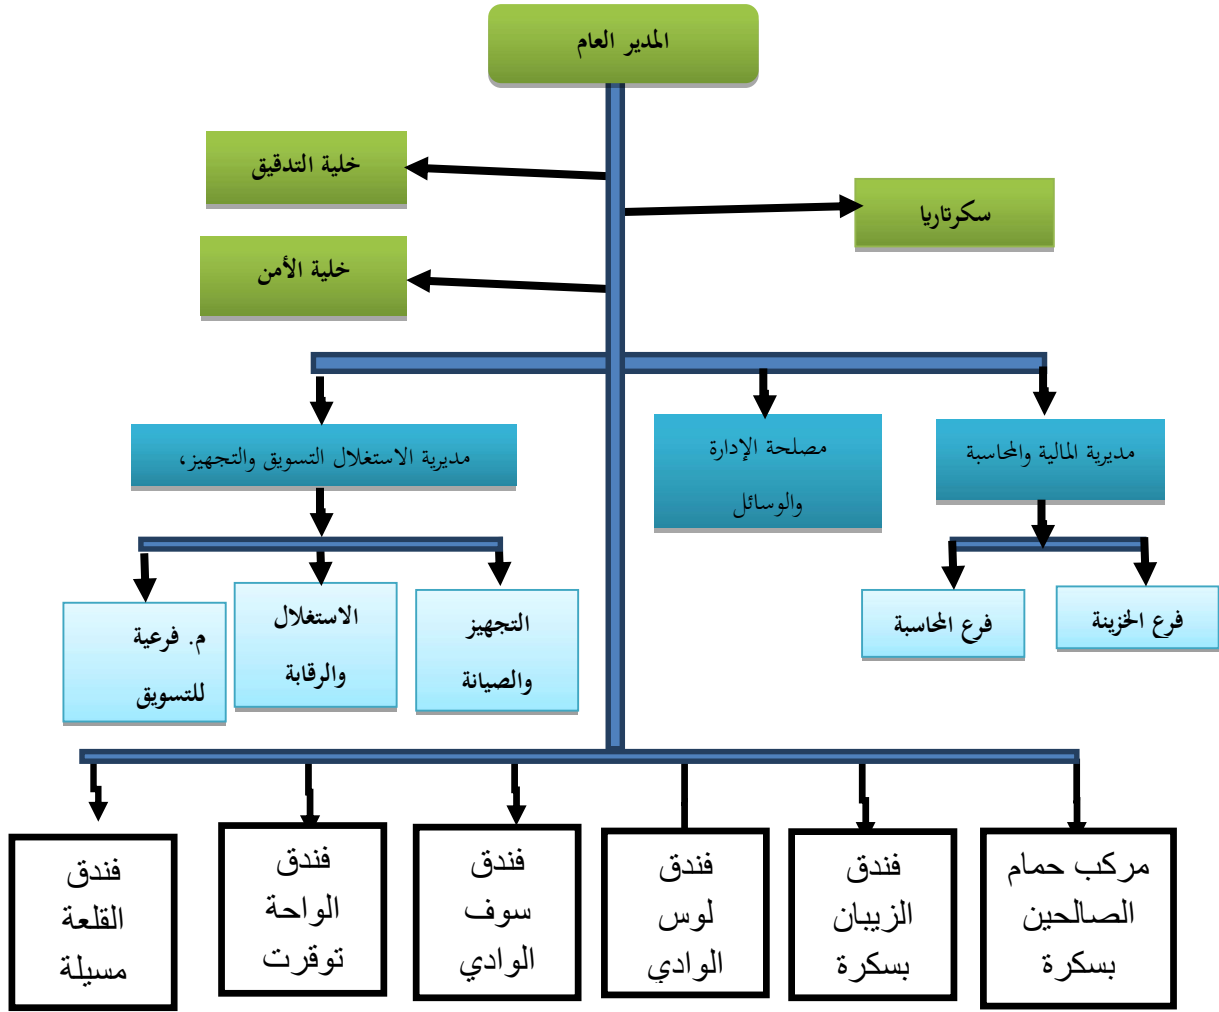 المدير العام
خلية التدقيق
سكرتاريا
خلية الأمن
مديرية المالية والمحاسبة
مصلحة الإدارة
والوسائل
مديرية الاستغلال التسويق والتجهيز،
فرع الخزينة
فرع المحاسبة
التجهيز
والصيانة
الاستغلال
والرقابة
م. فرعية
للتسويق
مركب حمام
الصالحين
بسكرة
فندق
الزيبان
بسكرة
فندق
لوس
الوادي
فندق
سوف
الوادي
فندق
الواحة
توقرت
فندق
القلعة
مسيلة